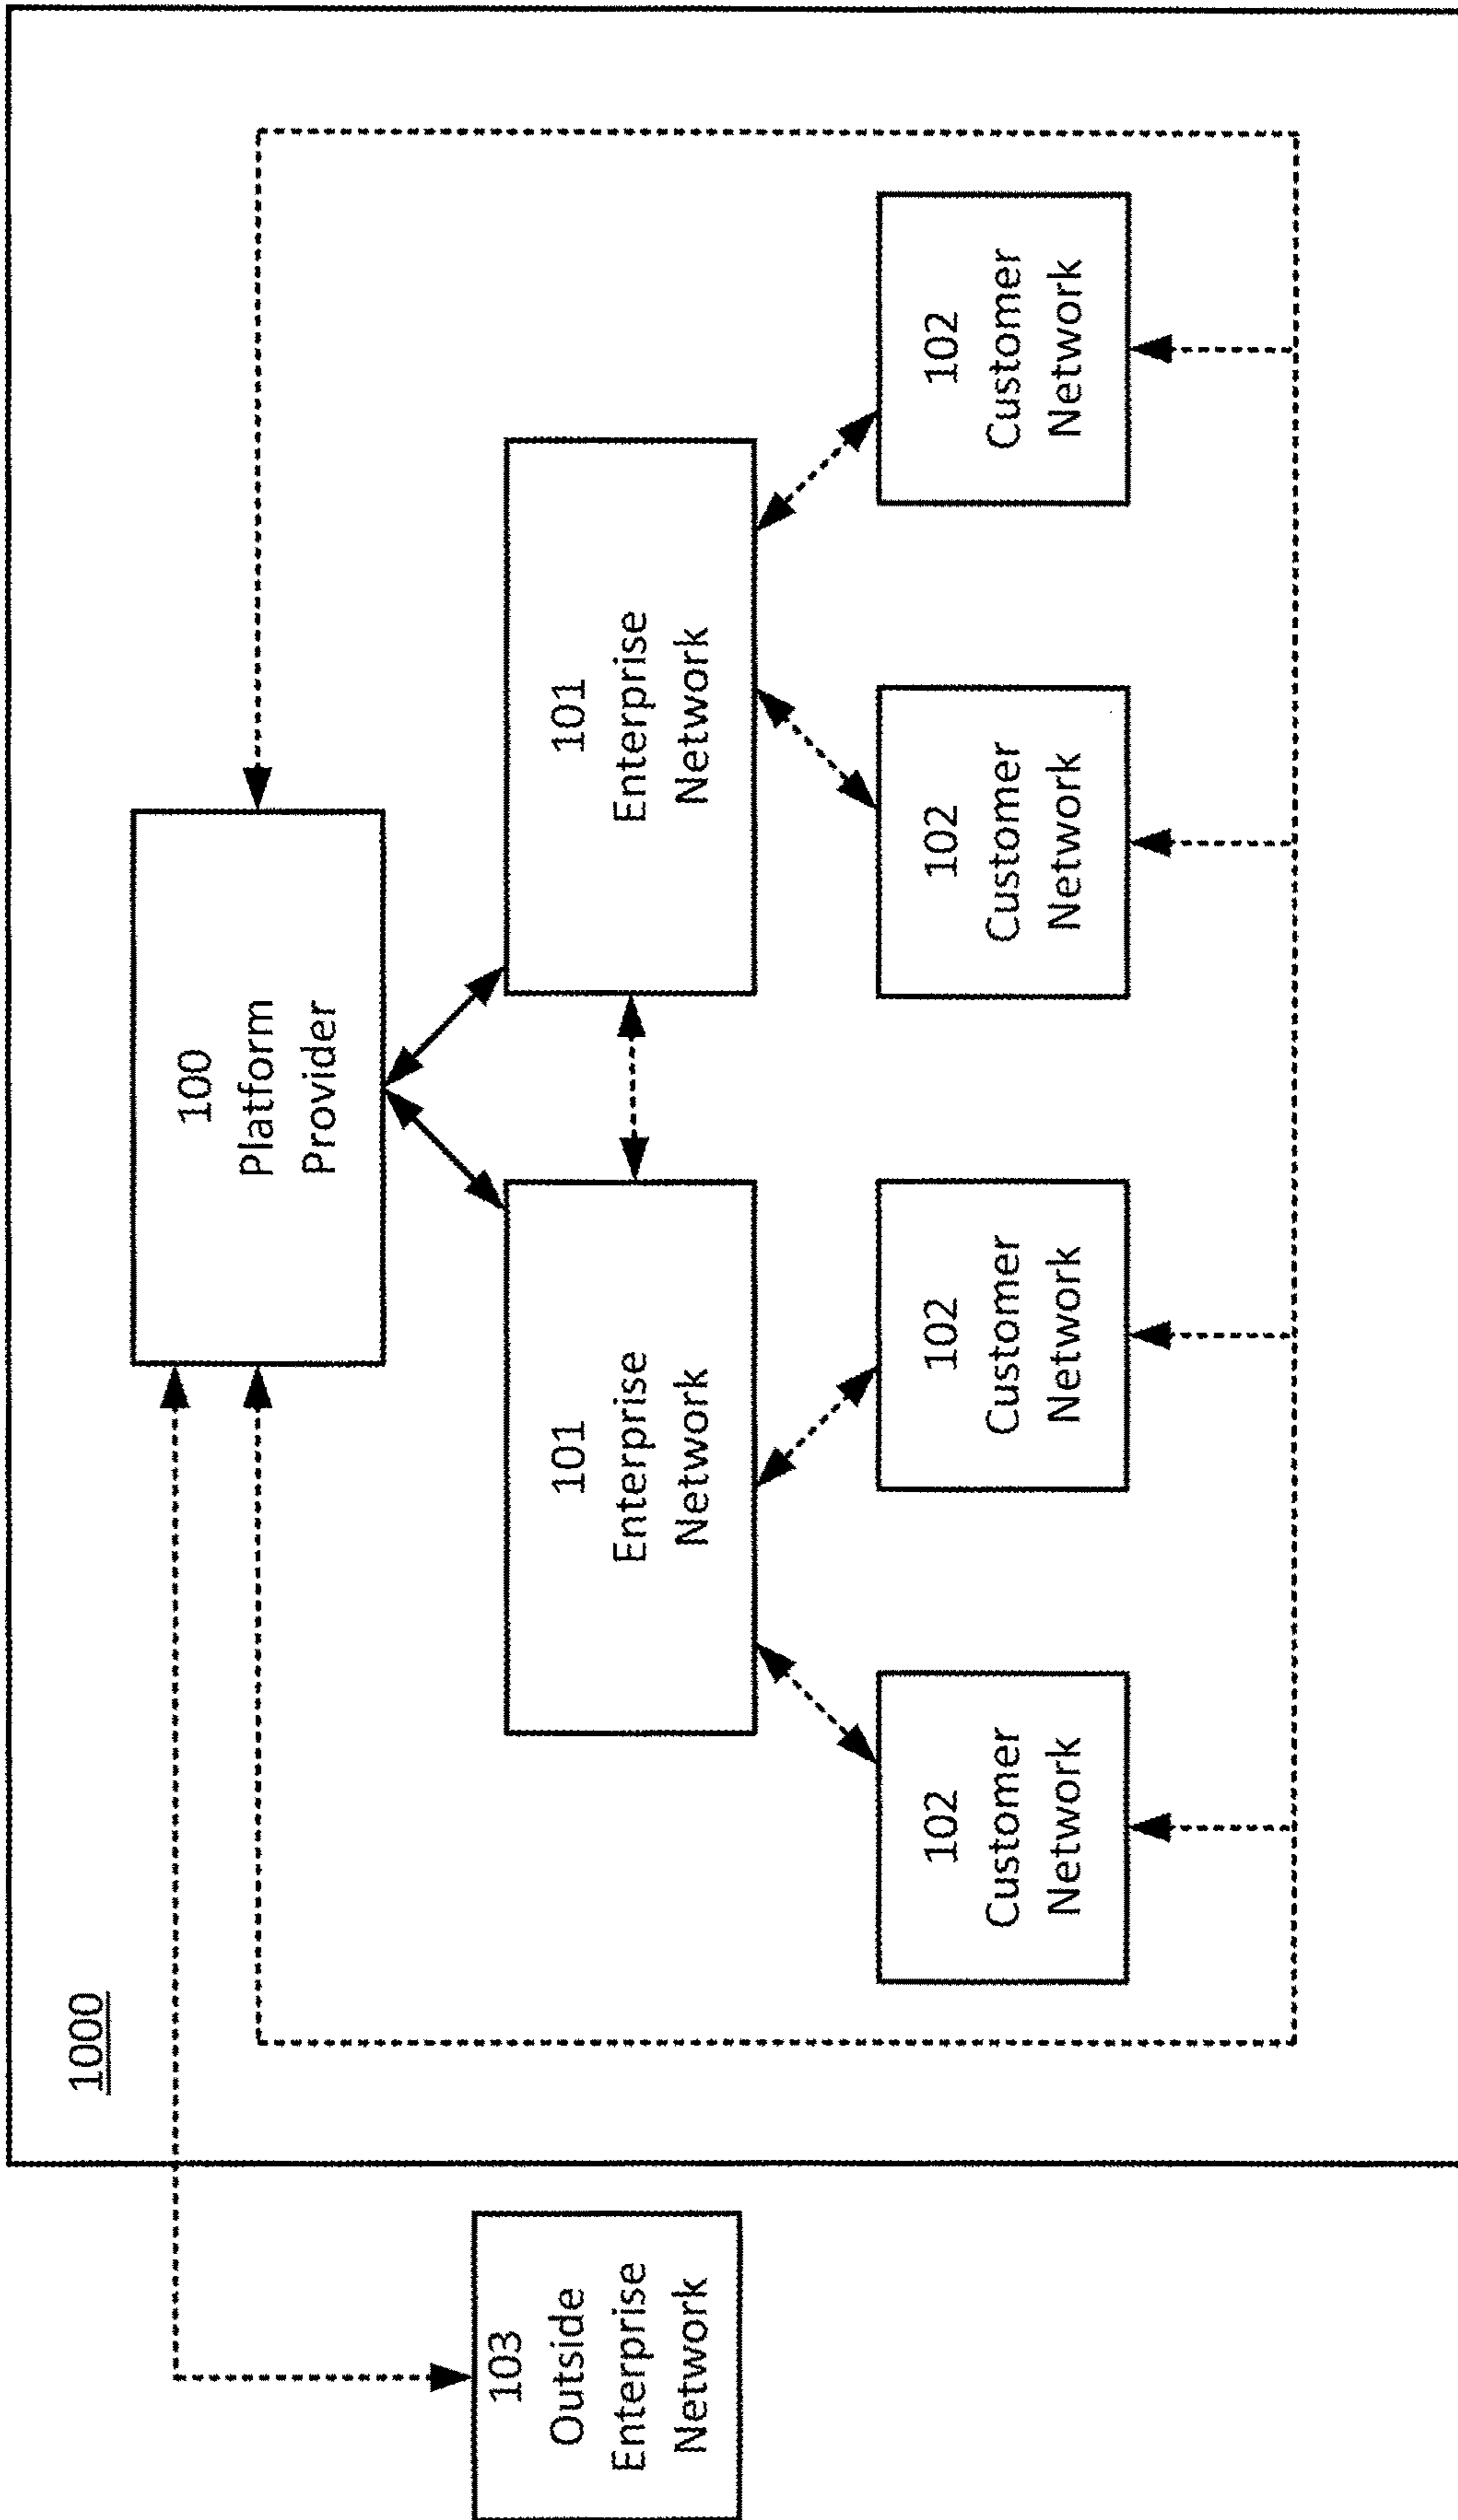 1000
100
Platform
Provider
101
Enterprise
Network
101
Enterprise
Network
102
Customer
Network
102
Customer
Network
102
Customer
Network
102
Customer
Network
103
Outside
Enterprise
Network